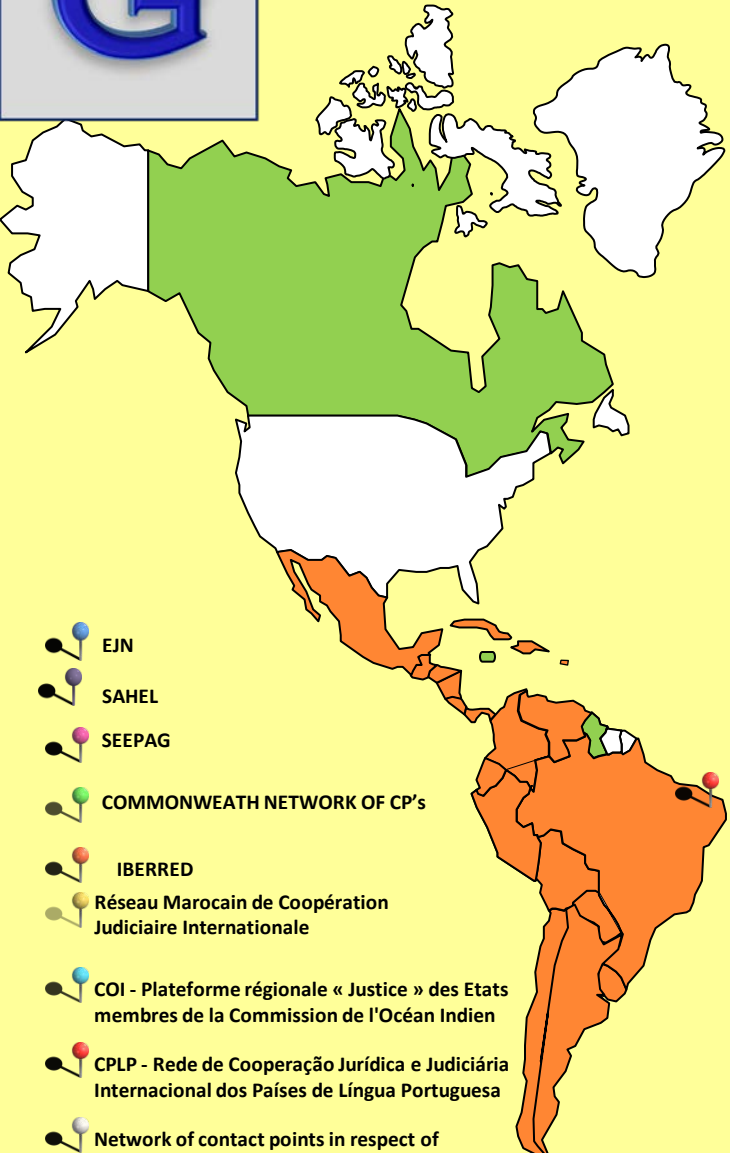 G
EJN
SAHEL
SEEPAG
COMMONWEATH NETWORK OF CP's
IBERRED
Réseau Marocain de Coopération
Judiciaire Internationale
COI - Plateforme régionale « Justice » des Etats
membres de la Commission de l'Océan Indien
CPLP - Rede de Cooperação Jurídica e Judiciária
Internacional dos Países de Língua Portuguesa
Network of contact points in respect of